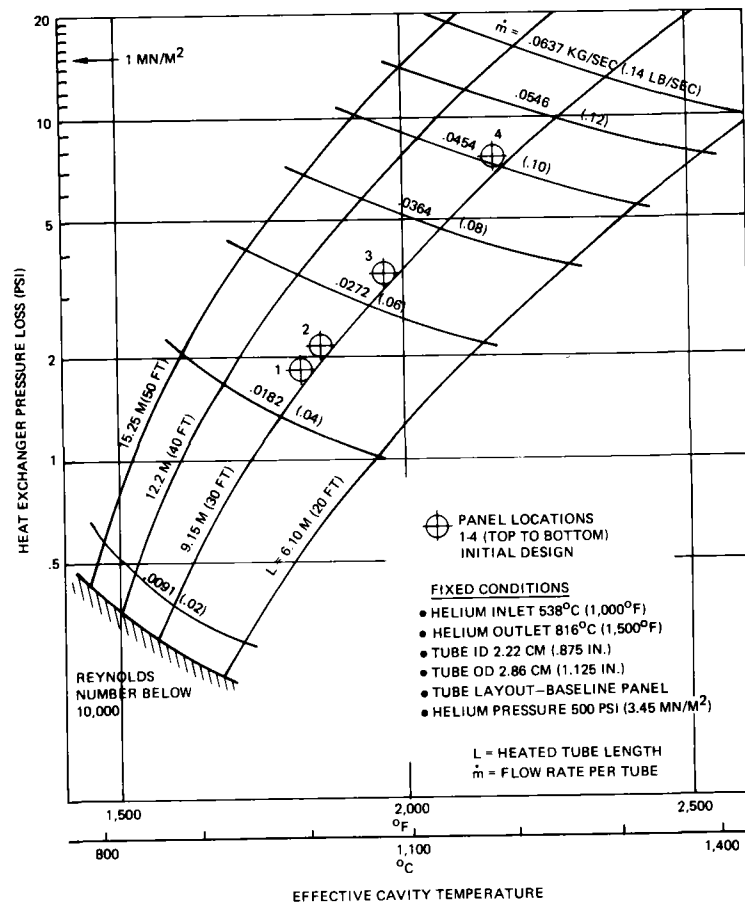 20
1 MN/M²
ṁ = .0637 KG/SEC (.14 LB/SEC)
.0546 (.12)
10
4
.0454 (.10)
.0364 (.08)
5
3
.0272 (.06)
2
2
1
.0182 (.04)
15.25 M (50 FT)
12.2 M (40 FT)
9.15 M (30 FT)
L = 6.10 M (20 FT)
1
.5
.0091 (.02)
HEAT EXCHANGER PRESSURE LOSS (PSI)
PANEL LOCATIONS
1-4 (TOP TO BOTTOM)
INITIAL DESIGN
FIXED CONDITIONS
• HELIUM INLET 538°C (1,000°F)
• HELIUM OUTLET 816°C (1,500°F)
• TUBE ID 2.22 CM (.875 IN.)
• TUBE OD 2.86 CM (1.125 IN.)
• TUBE LAYOUT–BASELINE PANEL
• HELIUM PRESSURE 500 PSI (3.45 MN/M²)
REYNOLDS
NUMBER BELOW
10,000
L = HEATED TUBE LENGTH
ṁ = FLOW RATE PER TUBE
1,500
2,000
2,500
°F
800
1,100
1,400
°C
EFFECTIVE CAVITY TEMPERATURE